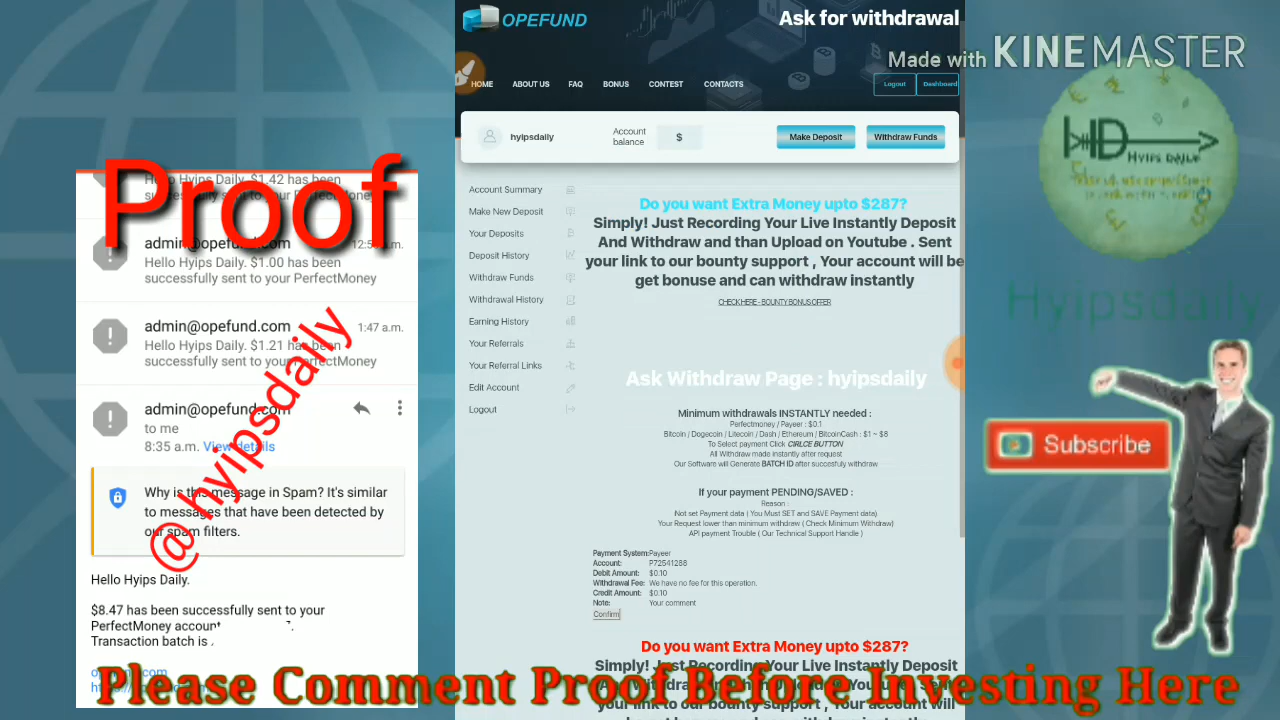 Proof
Hello Hyips Daily. $1.42 has been
successfully sent to your PerfectMoney
admin@opefund.com
Hello Hyips Daily. $1.00 has been
successfully sent to your PerfectMoney
admin@opefund.com 1:47 a.m.
Hello Hyips Daily. $1.21 has been
successfully sent to your PerfectMoney
admin@opefund.com
to me
8:35 a.m. View details
Why is this message in Spam? It's similar
to messages that have been detected by
our spam filters.
@hyipsdaily
Hello Hyips Daily.
$8.47 has been successfully sent to your
PerfectMoney account
Transaction batch is
OPEFUND
Ask for withdrawal
HOME ABOUT US FAQ BONUS CONTEST CONTACTS
Logout Dashboard
hyipsdaily
Account
balance
$
Make Deposit Withdraw Funds
Account Summary
Make New Deposit
Your Deposits
Deposit History
Withdraw Funds
Withdrawal History
Earning History
Your Referrals
Your Referral Links
Edit Account
Logout
Do you want Extra Money upto $287?
Simply! Just Recording Your Live Instantly Deposit
And Withdraw and than Upload on Youtube . Sent
your link to our bounty support , Your account will be
get bonuse and can withdraw instantly
CHECK HERE - BOUNTY BONUS OFFER
Ask Withdraw Page : hyipsdaily
Minimum withdrawals INSTANTLY needed :
Perfectmoney / Payeer : $0.1
Bitcoin / Dogecoin / Litecoin / Dash / Ethereum / BitcoinCash : $1 ~ $8
To Select payment Click CIRLCE BUTTON
All Withdraw made instantly after request
Our Software will Generate BATCH ID after succesfuly withdraw
If your payment PENDING/SAVED :
Reason :
Not set Payment data ( You Must SET and SAVE Payment data)
Your Request lower than minimum withdraw ( Check Minimum Withdraw)
API payment Trouble ( Our Technical Support Handle )
Payment System: Payeer
Account: P72541288
Debit Amount: $0.10
Withdrawal Fee: We have no fee for this operation.
Credit Amount: $0.10
Note: Your comment
Confirm
Do you want Extra Money upto $287?
Simply! Just Recording Your Live Instantly Deposit
Made with KINEMASTER
HD
HYIPS DAILY
Hyipsdaily
Subscribe
Please Comment Proof Before Investing Here